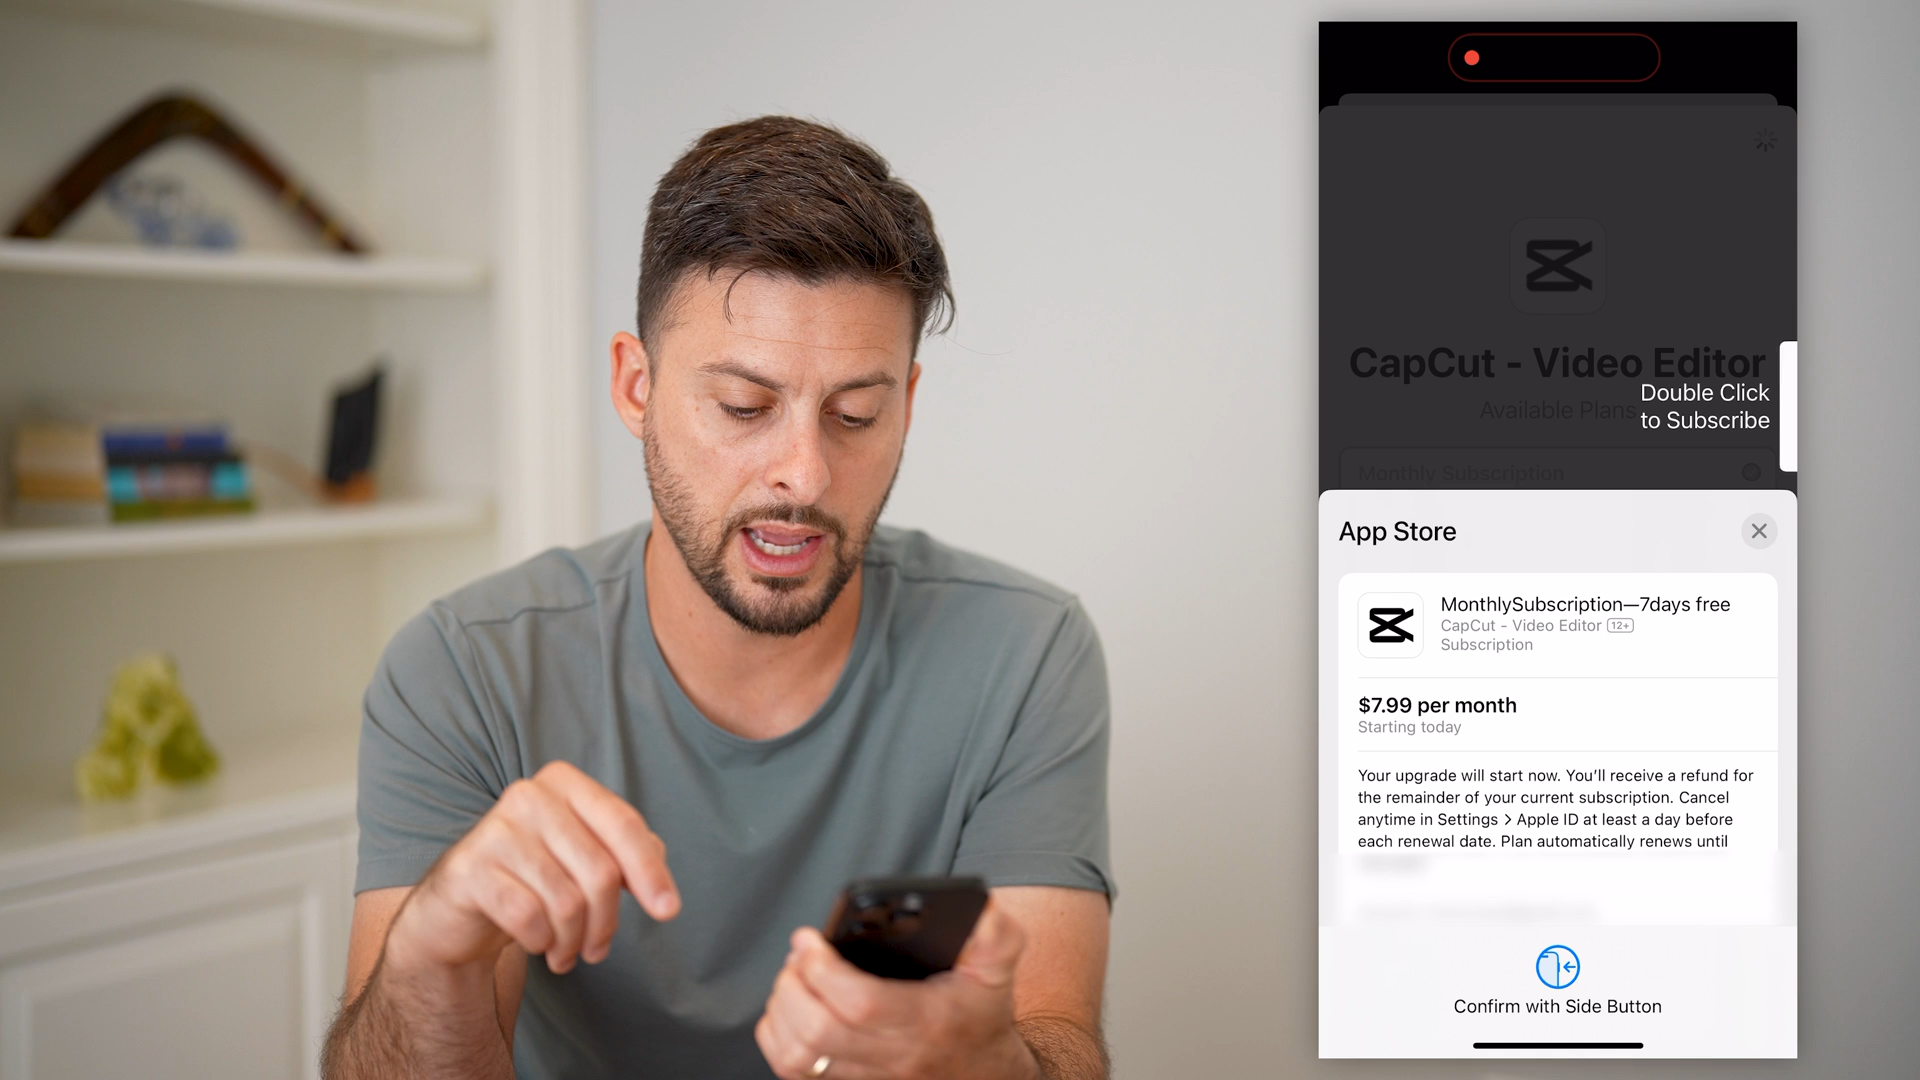 CapCut - Video Editor
Double Click
to Subscribe
Available Plans
Monthly Subscription
App Store
MonthlySubscription—7days free
CapCut - Video Editor 12+
Subscription
$7.99 per month
Starting today
Your upgrade will start now. You'll receive a refund for
the remainder of your current subscription. Cancel
anytime in Settings > Apple ID at least a day before
each renewal date. Plan automatically renews until
Confirm with Side Button